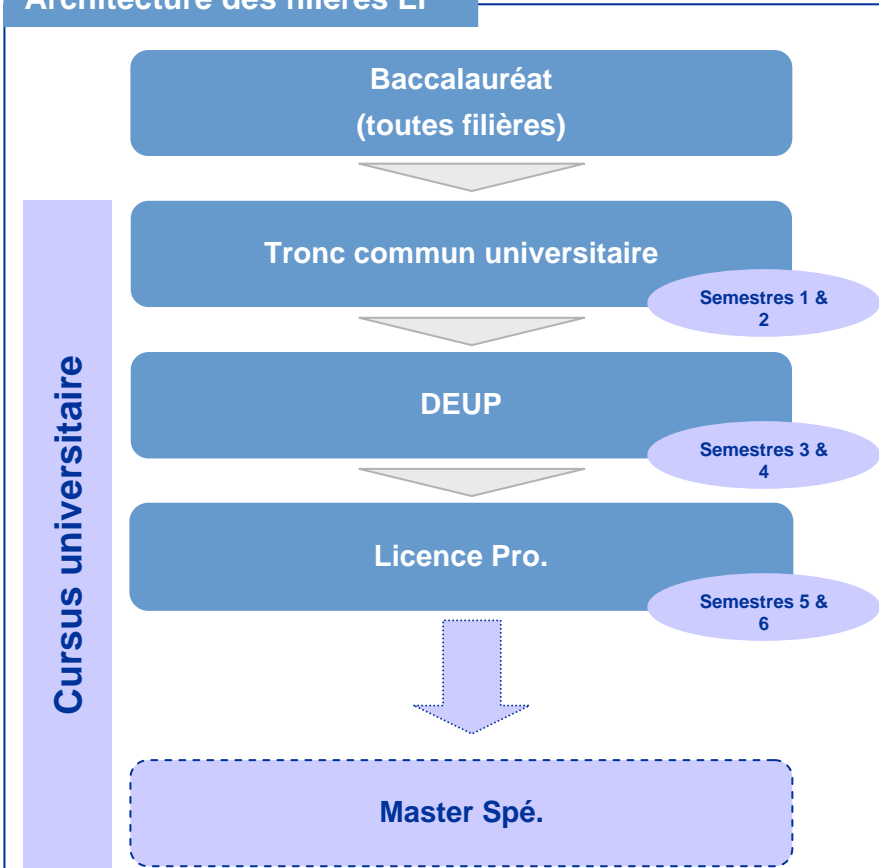 Architecture des filières LP
Baccalauréat
(toutes filières)
Tronc commun universitaire
Semestres 1 &
2
DEUP
Semestres 3 &
4
Licence Pro.
Semestres 5 &
6
Cursus universitaire
Master Spé.